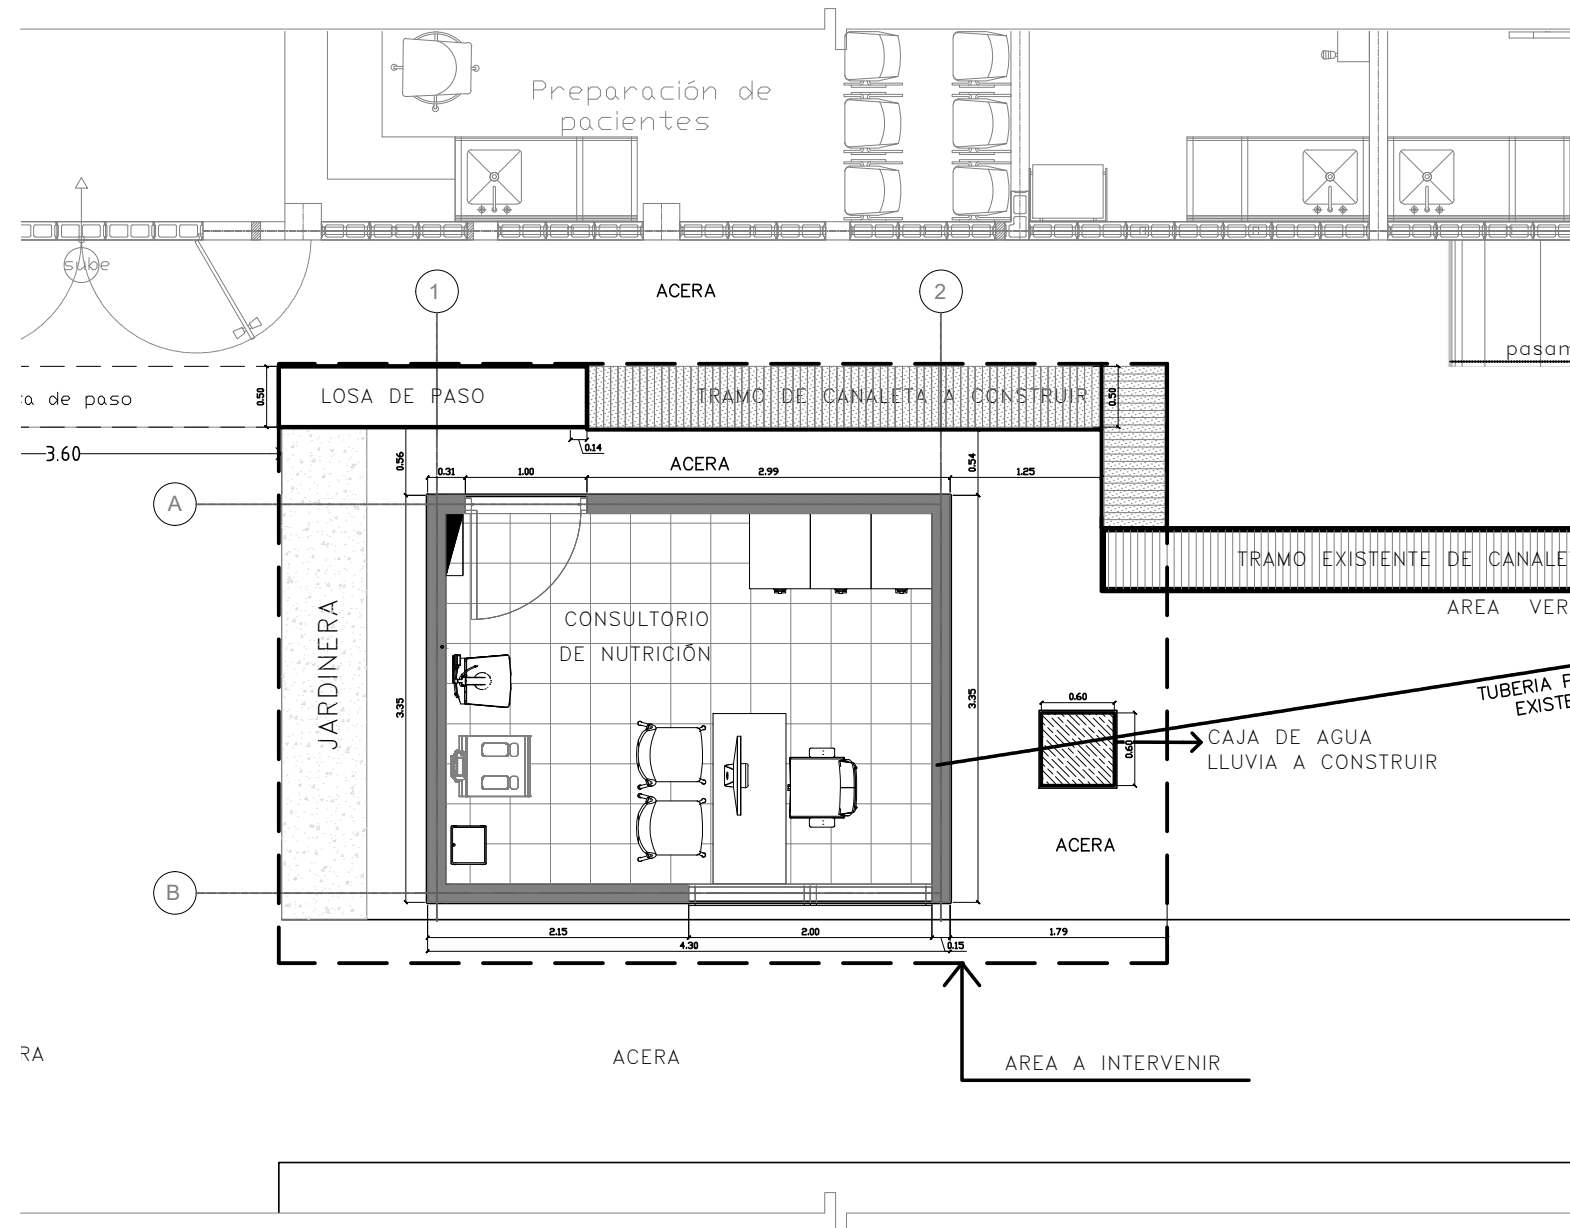 Preparación de
pacientes
sube
1
ACERA
2
pasam
LOSA DE PASO
TRAMO DE CANALETA A CONSTRUIR
0.50
0.50
a de paso
3.60
0.14
0.56
0.31
1.00
ACERA
2.99
0.54
1.25
A
TRAMO EXISTENTE DE CANALE
AREA VER
CONSULTORIO
DE NUTRICIÓN
JARDINERA
3.35
3.35
0.60
0.60
TUBERIA P
EXISTE
CAJA DE AGUA
LLUVIA A CONSTRUIR
ACERA
B
2.15
2.00
1.79
4.30
0.15
RA
ACERA
AREA A INTERVENIR